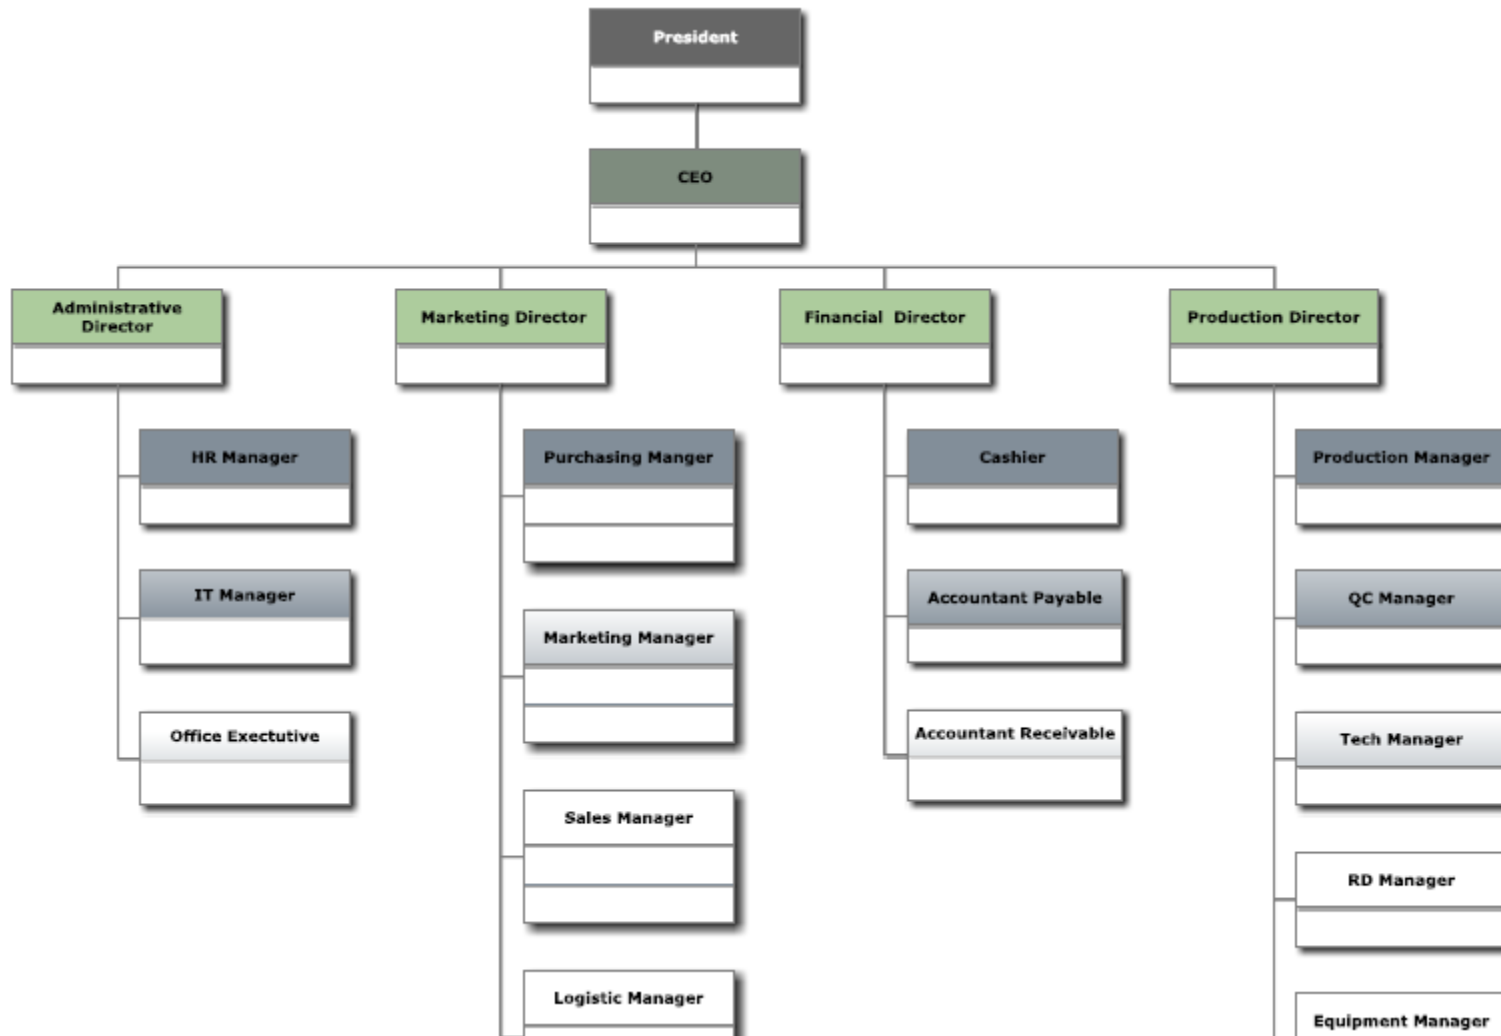 President
CEO
Administrative
Director
Marketing Director
Financial  Director
Production Director
HR Manager
Purchasing Manger
Cashier
Production Manager
IT Manager
Accountant Payable
QC Manager
Marketing Manager
Office Exectutive
Accountant Receivable
Tech Manager
Sales Manager
RD Manager
Logistic Manager
Equipment Manager